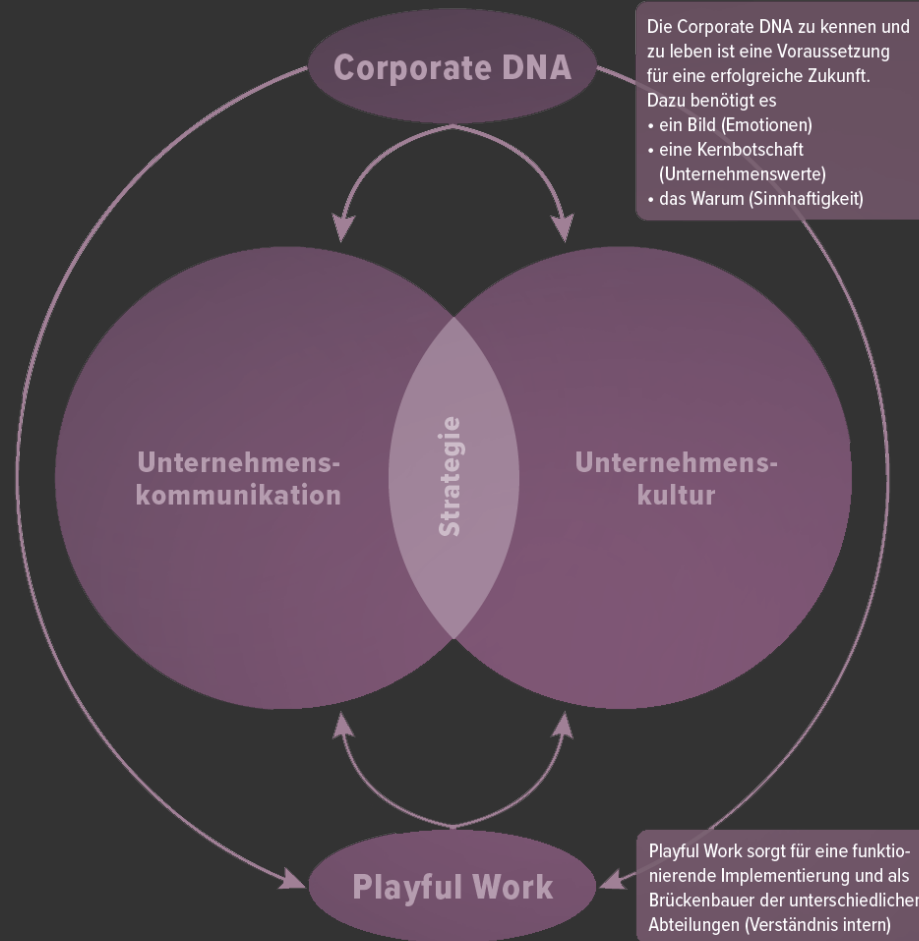 Corporate DNA
Die Corporate DNA zu kennen und
zu leben ist eine Voraussetzung
für eine erfolgreiche Zukunft.
Dazu benötigt es
• ein Bild (Emotionen)
• eine Kernbotschaft
(Unternehmenswerte)
• das Warum (Sinnhaftigkeit)
Unternehmens-
kommunikation
Strategie
Unternehmens-
kultur
Playful Work
Playful Work sorgt für eine funktio-
nierende Implementierung und als
Brückenbauer der unterschiedlichen
Abteilungen (Verständnis intern)